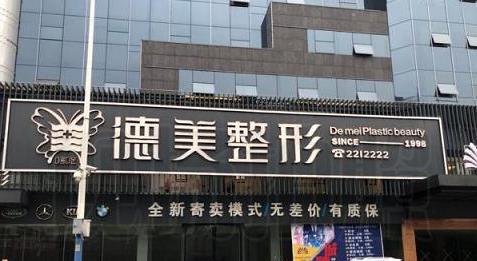 德美整形
De mei Plastic beauty
SINCE 1998
☎2212222
全新寄卖模式/无差价/有质保